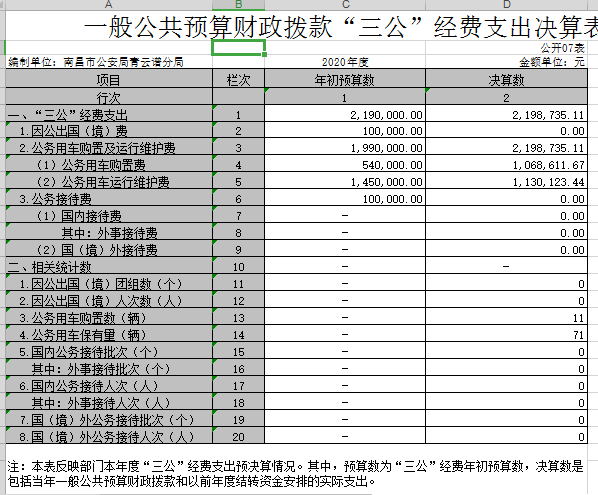 A B C D
一般公共预算财政拨款“三公”经费支出决算表
公开07表
编制单位：南昌市公安局青云谱分局 2020年度 金额单位：元
项目 栏次 年初预算数 决算数
行次 1 2
一、“三公”经费支出 1 2,190,000.00 2,198,735.11
1.因公出国（境）费 2 100,000.00 0.00
2.公务用车购置及运行维护费 3 1,990,000.00 2,198,735.11
（1）公务用车购置费 4 540,000.00 1,068,611.67
（2）公务用车运行维护费 5 1,450,000.00 1,130,123.44
3.公务接待费 6 100,000.00 0.00
（1）国内接待费 7 － 0.00
其中：外事接待费 8 － 0.00
（2）国（境）外接待费 9 － 0.00
二、相关统计数 10 － －
1.因公出国（境）团组数（个） 11 － 0
2.因公出国（境）人次数（人） 12 － 0
3.公务用车购置数（辆） 13 － 11
4.公务用车保有量（辆） 14 － 71
5.国内公务接待批次（个） 15 － 0
其中：外事接待批次（个） 16 － 0
6.国内公务接待人次（人） 17 － 0
其中：外事接待人次（人） 18 － 0
7.国（境）外公务接待批次（个） 19 － 0
8.国（境）外公务接待人次（人） 20 － 0
注：本表反映部门本年度“三公”经费支出预决算情况。其中，预算数为“三公”经费年初预算数，决算数是
包括当年一般公共预算财政拨款和以前年度结转资金安排的实际支出。